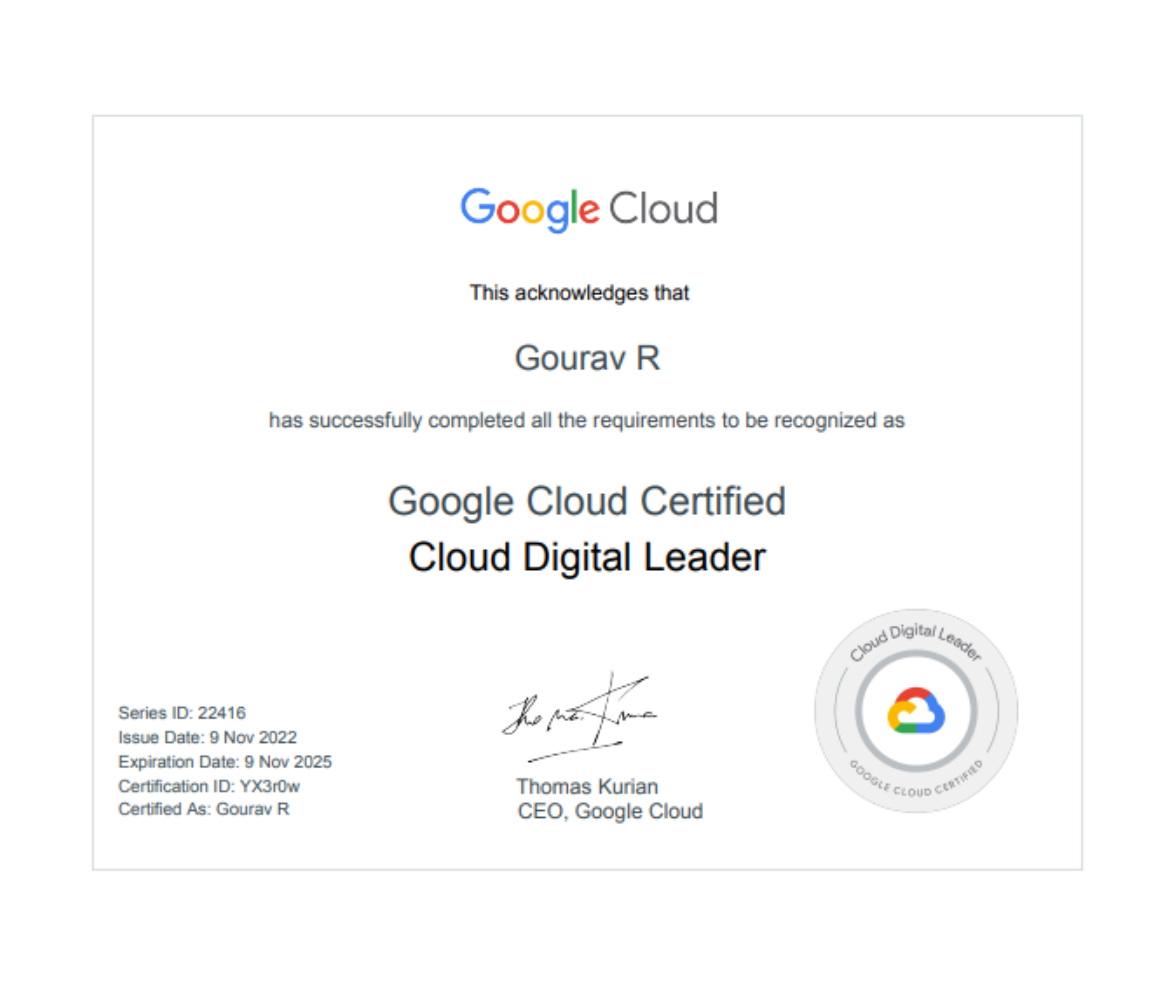 Google Cloud
This acknowledges that
Gourav R
has successfully completed all the requirements to be recognized as
Google Cloud Certified
Cloud Digital Leader
Series ID: 22416
Issue Date: 9 Nov 2022
Expiration Date: 9 Nov 2025
Certification ID: YX3r0w
Certified As: Gourav R
Thomas Kurian
CEO, Google Cloud
Cloud Digital Leader
GOOGLE CLOUD CERTIFIED